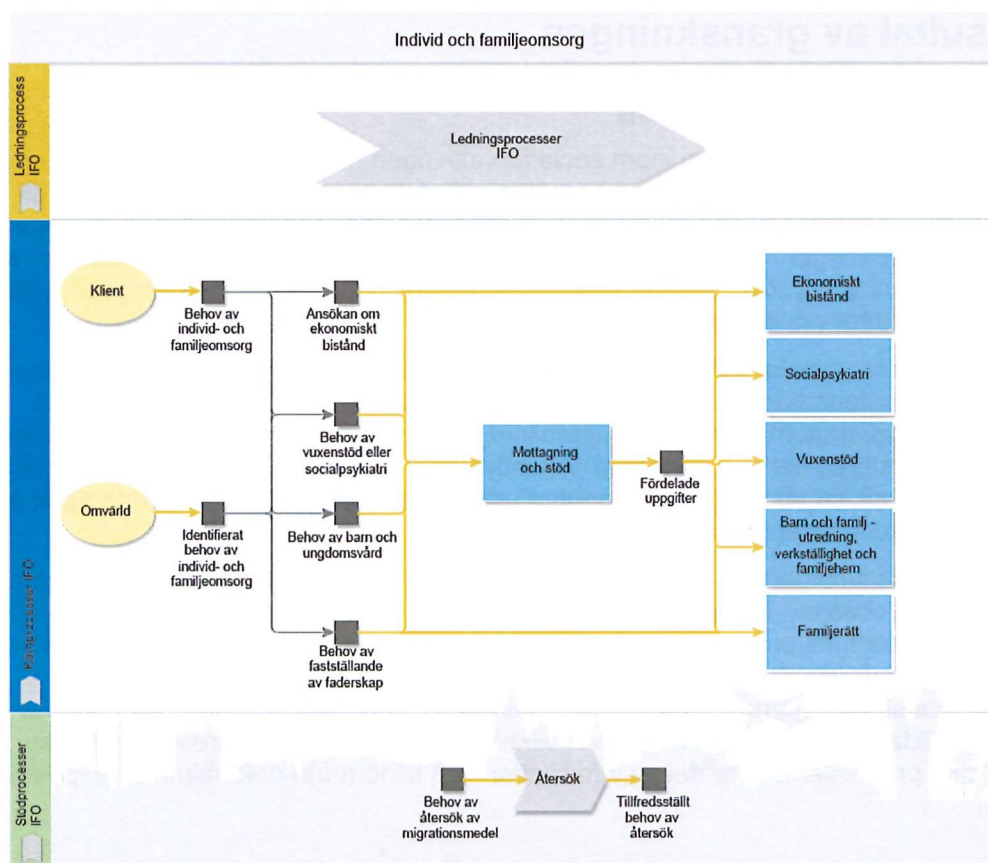 Individ och familjeomsorg
Ledningsprocess
IFO
Ledningsprocesser
IFO
Kärnprocesser IFO
Klient
Behov av
individ- och
familjeomsorg
Ansökan om
ekonomiskt
bistånd
Ekonomiskt
bistånd
Socialpsykiatri
Behov av
vuxenstöd eller
socialpsykiatri
Mottagning
och stöd
Fördelade
uppgifter
Vuxenstöd
Omvärld
Identifierat
behov av
individ- och
familjeomsorg
Behov av barn och
ungdomsvård
Barn och familj -
utredning,
verkställighet och
familjehem
Behov av
fastställande
av faderskap
Familjerätt
Stödprocesser
IFO
Behov av
återsök av
migrationsmedel
Återsök
Tillfredsställt
behov av
återsök